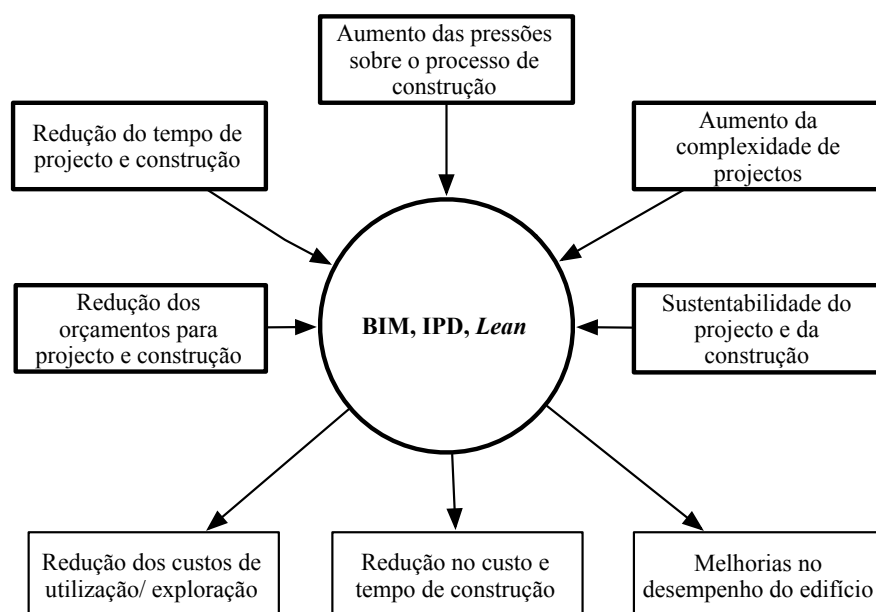 Aumento das pressões
sobre o processo de
construção
Redução do tempo de
projecto e construção
Aumento da
complexidade de
projectos
Redução dos
orçamentos para
projecto e construção
BIM, IPD, Lean
Sustentabilidade do
projecto e da
construção
Redução dos custos de
utilização/ exploração
Redução no custo e
tempo de construção
Melhorias no
desempenho do edifício